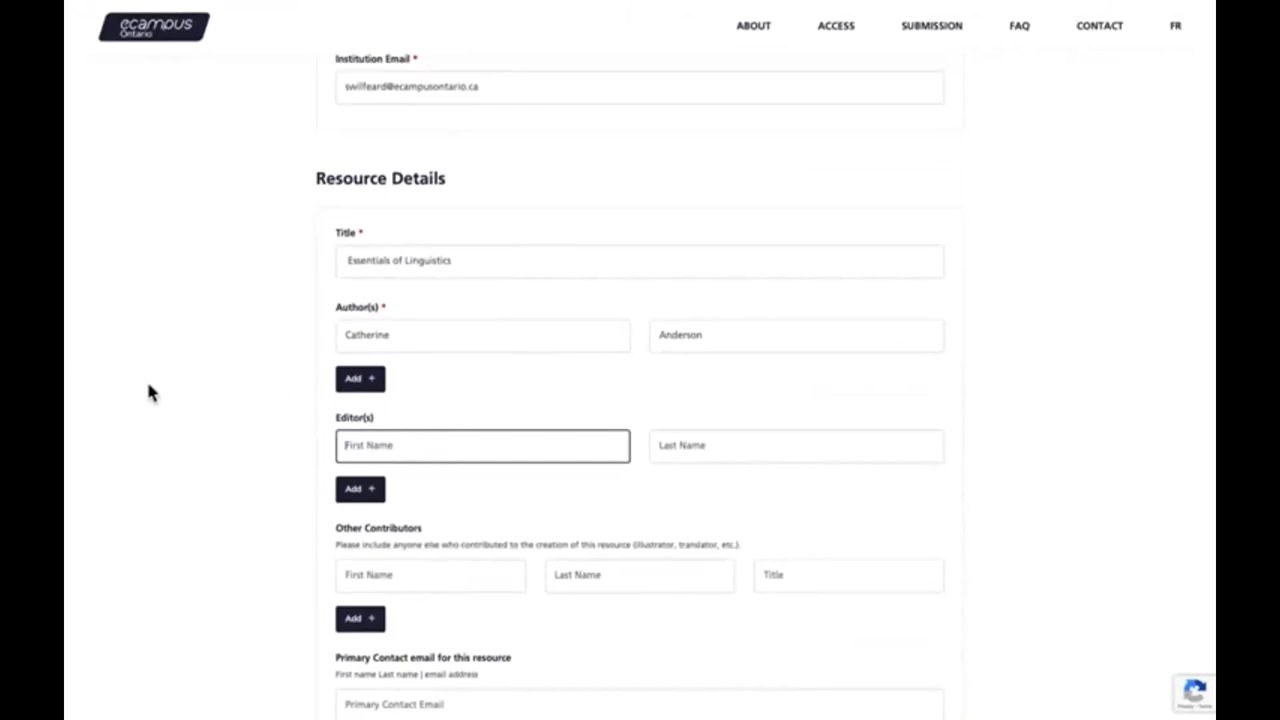 ecampus
Ontario
ABOUT ACCESS SUBMISSION FAQ CONTACT FR
Institution Email *
swilfeard@ecampusontario.ca
Resource Details
Title *
Essentials of Linguistics
Author(s) *
Catherine Anderson
Add +
Editor(s)
First Name Last Name
Add +
Other Contributors
Please include anyone else who contributed to the creation of this resource (illustrator, translator, etc.).
First Name Last Name Title
Add +
Primary Contact email for this resource
First name Last name | email address
Primary Contact Email
Privacy - Terms